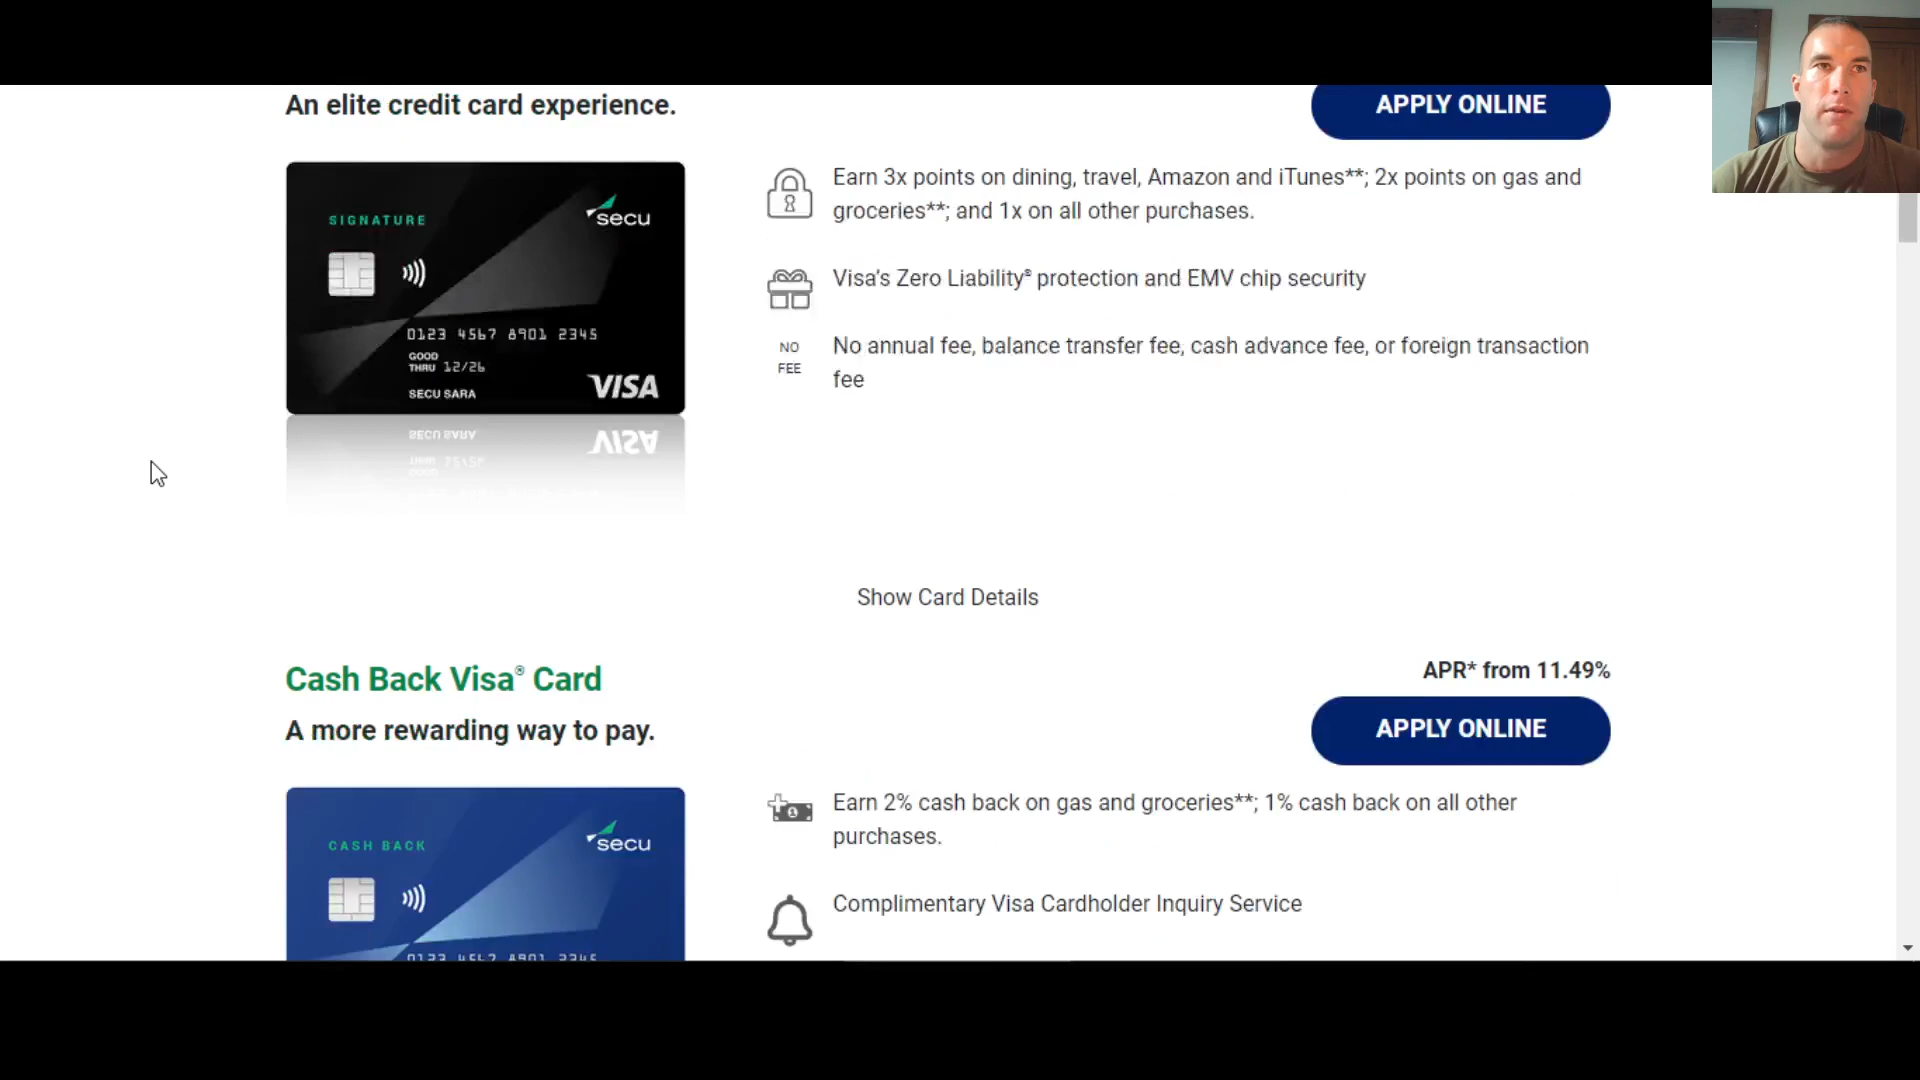 An elite credit card experience.
APPLY ONLINE
SIGNATURE
secu
0123 4567 8901 2345
GOOD
THRU 12/26
SECU SARA
VISA
Earn 3x points on dining, travel, Amazon and iTunes**; 2x points on gas and
groceries**; and 1x on all other purchases.
Visa's Zero Liability® protection and EMV chip security
NO
FEE
No annual fee, balance transfer fee, cash advance fee, or foreign transaction
fee
Show Card Details
Cash Back Visa® Card
APR* from 11.49%
A more rewarding way to pay.
APPLY ONLINE
CASH BACK
secu
0123 4567 8901 2345
Earn 2% cash back on gas and groceries**; 1% cash back on all other
purchases.
Complimentary Visa Cardholder Inquiry Service